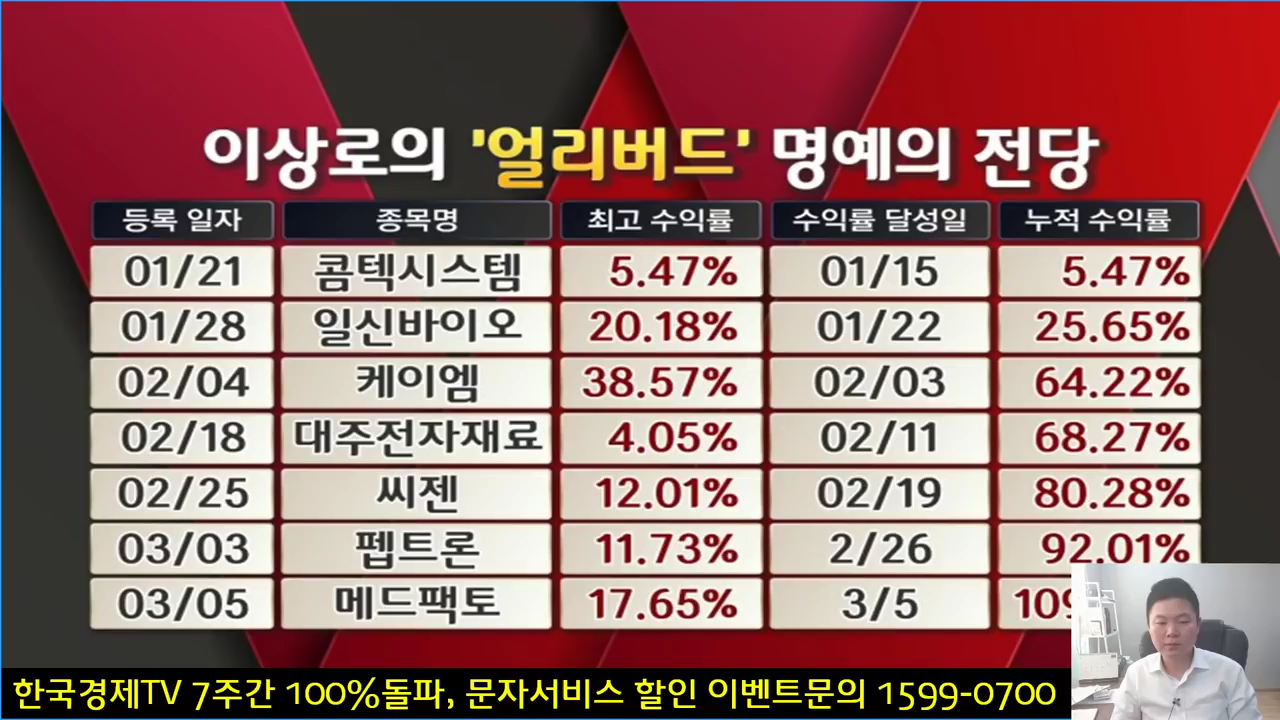 이상로의 '얼리버드' 명예의 전당
등록 일자 종목명 최고 수익률 수익률 달성일 누적 수익률
01/21 콤텍시스템 5.47% 01/15 5.47%
01/28 일신바이오 20.18% 01/22 25.65%
02/04 케이엠 38.57% 02/03 64.22%
02/18 대주전자재료 4.05% 02/11 68.27%
02/25 씨젠 12.01% 02/19 80.28%
03/03 펩트론 11.73% 2/26 92.01%
03/05 메드팩토 17.65% 3/5
한국경제TV 7주간 100%돌파, 문자서비스 할인 이벤트문의 1599-0700